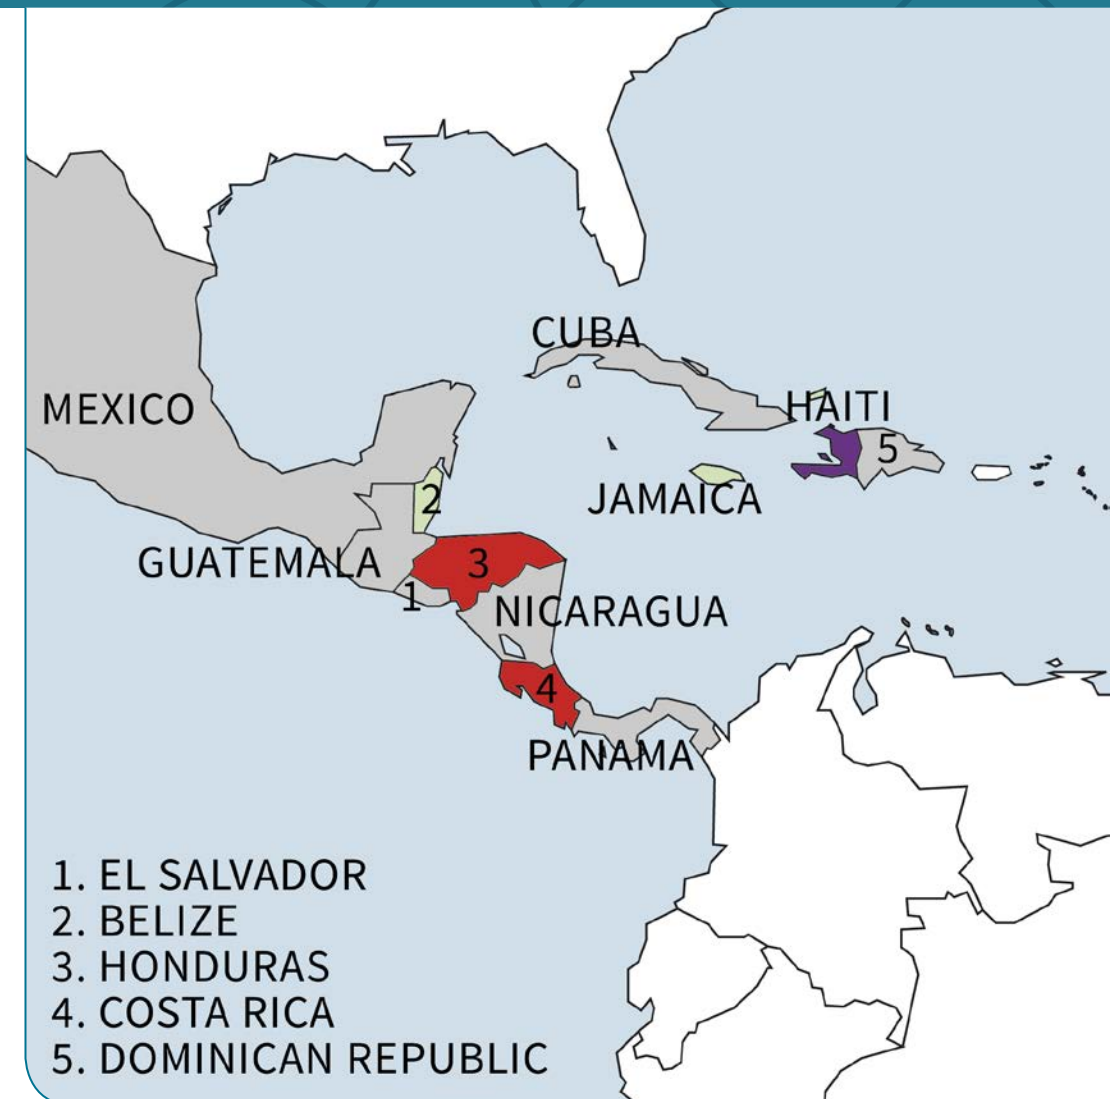 CUBA
HAITI
MEXICO
5
2
JAMAICA
GUATEMALA
3
1
NICARAGUA
4
PANAMA
1. EL SALVADOR
2. BELIZE
3. HONDURAS
4. COSTA RICA
5. DOMINICAN REPUBLIC